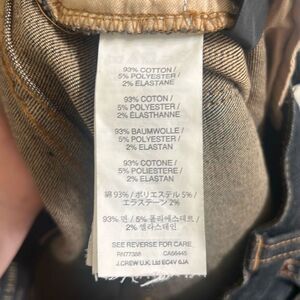 93% COTTON /
5% POLYESTER /
2% ELASTANE
93% COTON /
5% POLYESTER /
2% ÉLASTHANNE
93% BAUMWOLLE /
5% POLYESTER /
2% ELASTAN
93% COTONE /
5% POLIESTERE /
2% ELASTAN
綿 93% / ポリエステル 5% /
エラステーン 2%
93% 면 / 5% 폴리에스테르 /
2% 엘라스테인
SEE REVERSE FOR CARE
RN77388 CA56445
J.CREW U.K. Ltd EC4V 6JA